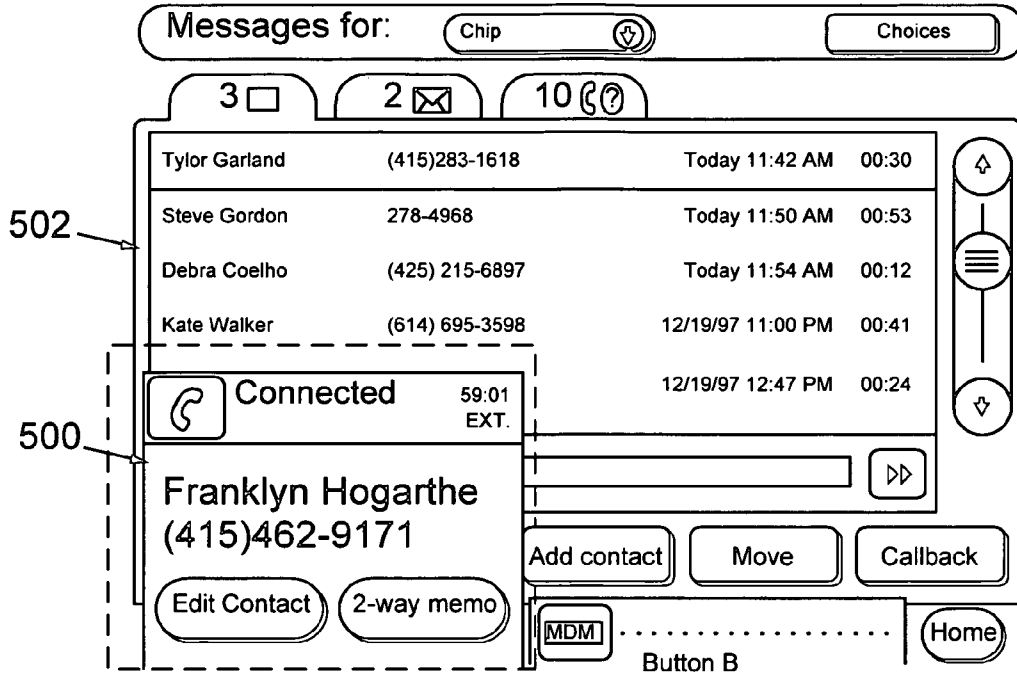 Messages for: Chip Choices
3 2 10 ?
Tylor Garland (415)283-1618 Today 11:42 AM 00:30
Steve Gordon 278-4968 Today 11:50 AM 00:53
502
Debra Coelho (425) 215-6897 Today 11:54 AM 00:12
Kate Walker (614) 695-3598 12/19/97 11:00 PM 00:41
12/19/97 12:47 PM 00:24
Connected 59:01
EXT.
500
Franklyn Hogarthe
(415)462-9171
Add contact Move Callback
Edit Contact 2-way memo
MDM Home
Button B